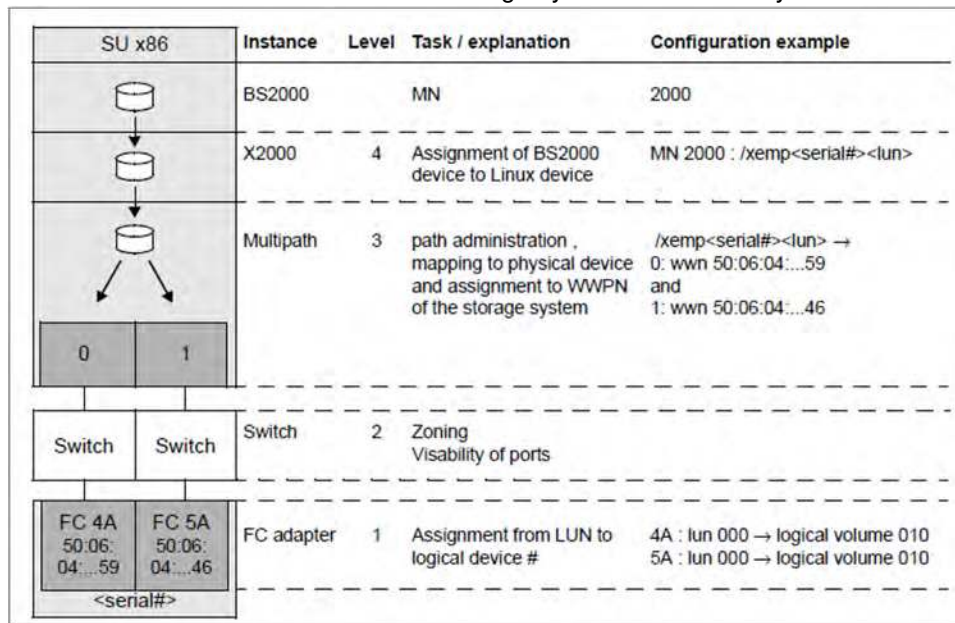 SU x86 Instance Level Task / explanation Configuration example
BS2000 MN 2000
X2000 4 Assignment of BS2000 MN 2000 : /xemp<serial#><lun>
device to Linux device
Multipath 3 path administration , /xemp<serial#><lun> →
mapping to physical device 0: wwn 50:06:04:...59
and assignment to WWPN and
of the storage system 1: wwn 50:06:04:...46
0 1
Switch Switch Switch 2 Zoning
Visability of ports
FC 4A FC 5A FC adapter 1 Assignment from LUN to 4A : lun 000 → logical volume 010
50:06: 50:06: logical device # 5A : lun 000 → logical volume 010
04:...59 04:...46
<serial#>